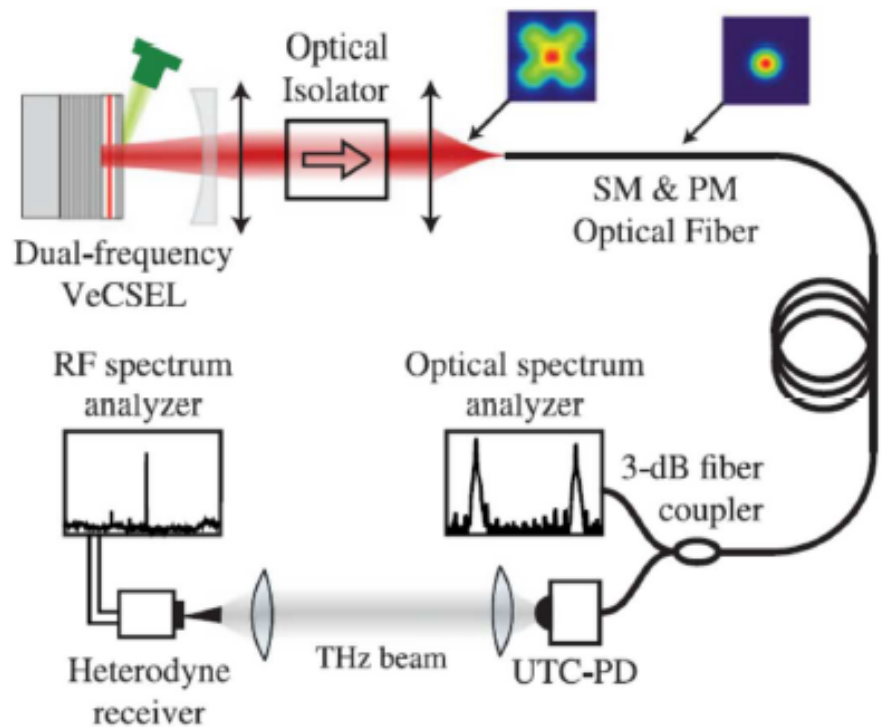 Optical
Isolator
SM & PM
Optical Fiber
Dual-frequency
VeCSEL
RF spectrum
analyzer
Optical spectrum
analyzer
3-dB fiber
coupler
THz beam
UTC-PD
Heterodyne
receiver